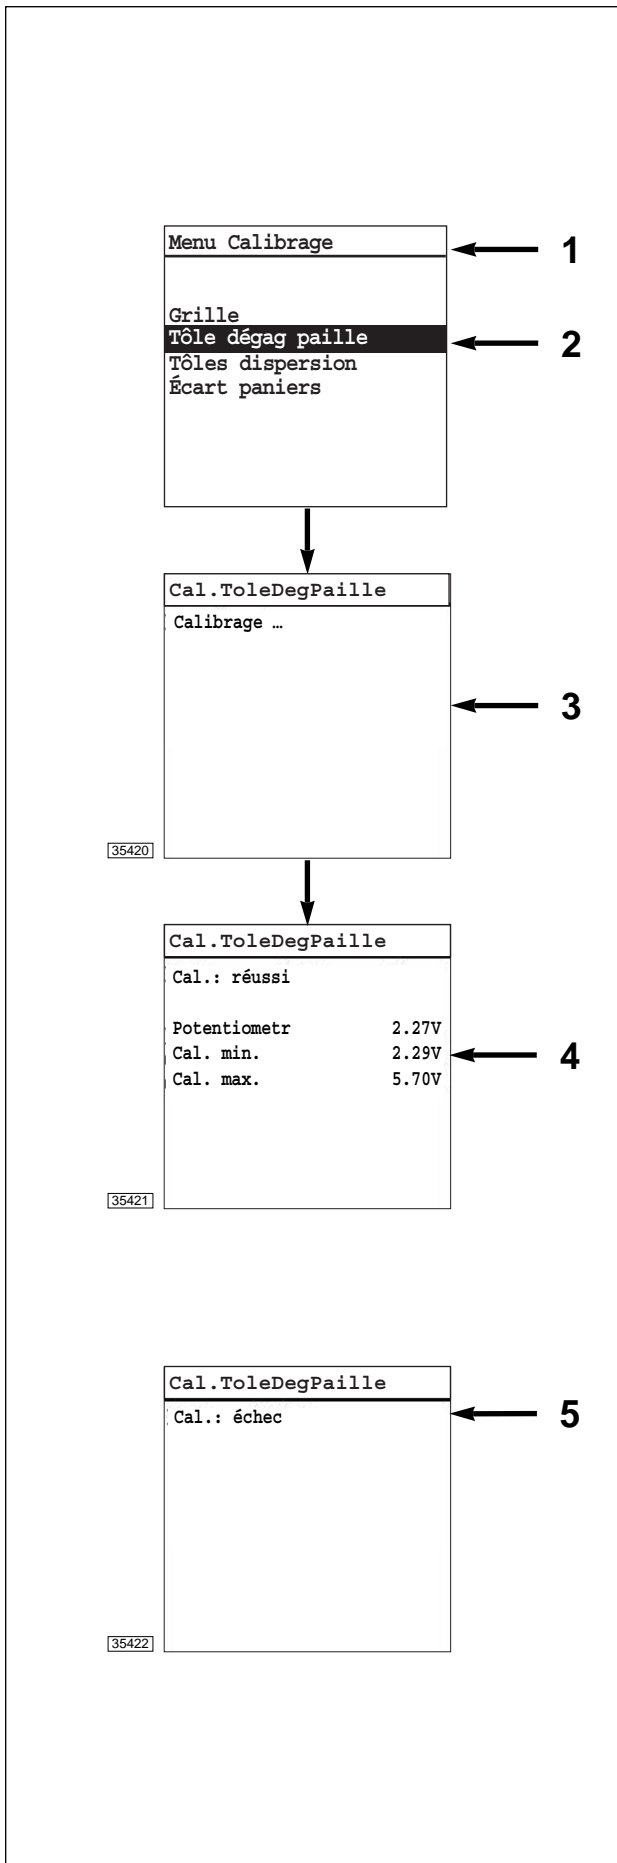 Menu Calibrage
1
Grille
Tôle dégag paille
2
Tôles dispersion
Écart paniers
Cal.ToleDegPaille
Calibrage …
3
35420
Cal.ToleDegPaille
Cal.: réussi
Potentiometr 2.27V
Cal. min. 2.29V
4
Cal. max. 5.70V
35421
Cal.ToleDegPaille
Cal.: échec
5
35422